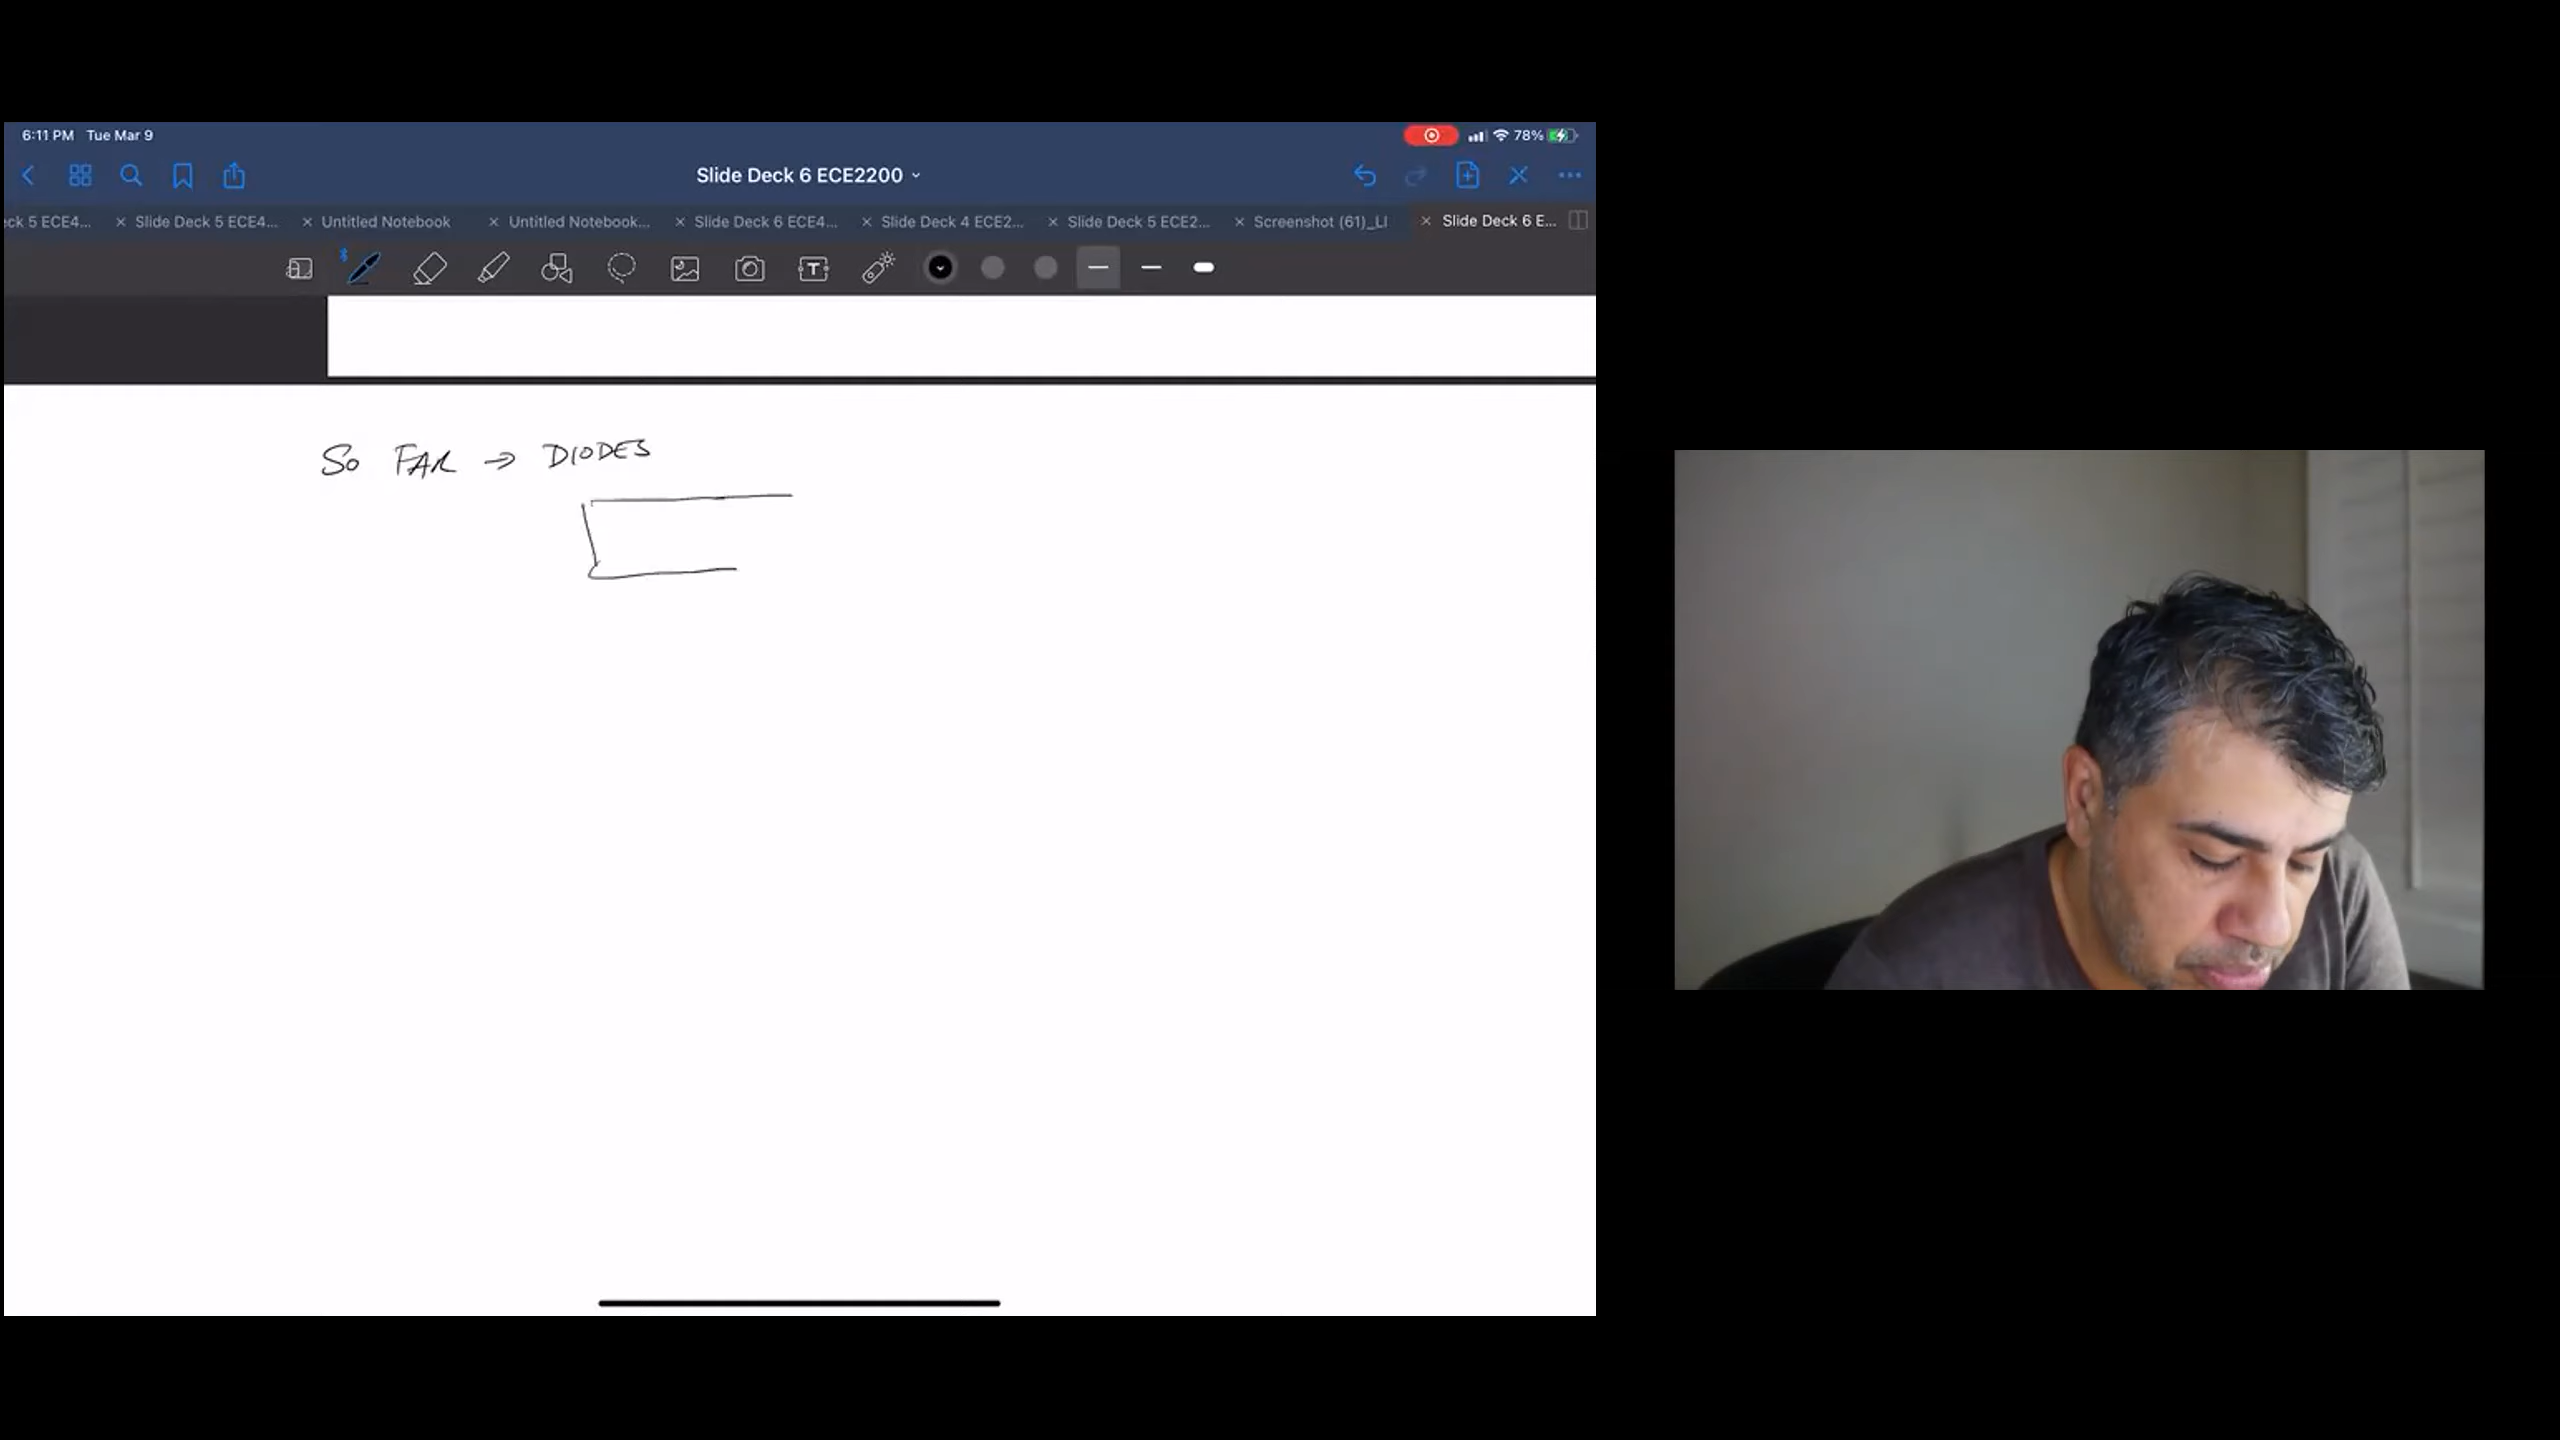 6:11 PM Tue Mar 9 78%
Slide Deck 6 ECE2200
ck 5 ECE4... Slide Deck 5 ECE4... Untitled Notebook Untitled Notebook... Slide Deck 6 ECE4... Slide Deck 4 ECE2... Slide Deck 5 ECE2... Screenshot (61)_LI Slide Deck 6 E...
T
SO FAR → DIODES